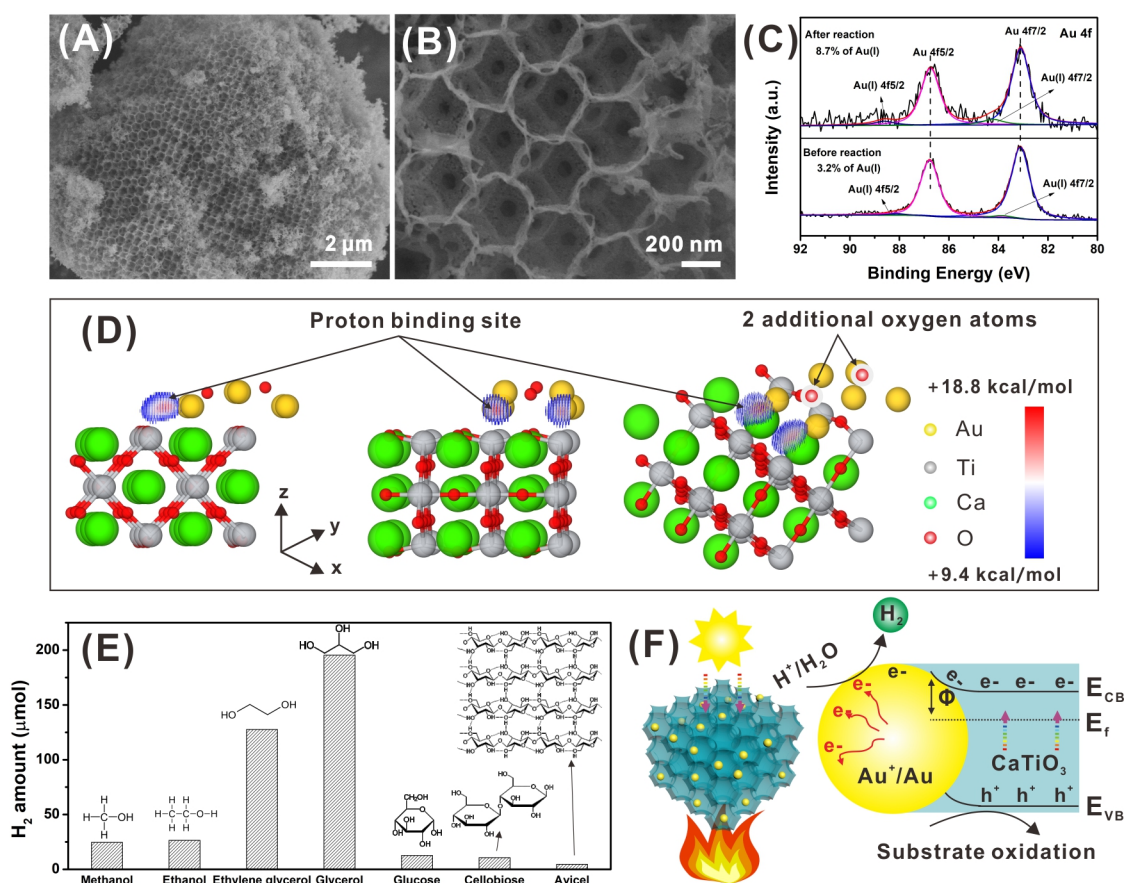 (A)
2 μm
(B)
200 nm
(C)
After reaction
8.7% of Au(I)
Au 4f5/2
Au 4f7/2
Au 4f
Au(I) 4f5/2
Au(I) 4f7/2
Before reaction
3.2% of Au(I)
Au(I) 4f5/2
Au(I) 4f7/2
Intensity (a.u.)
92 90 88 86 84 82 80
Binding Energy (eV)
(D)
Proton binding site
2 additional oxygen atoms
+18.8 kcal/mol
Au
Ti
Ca
O
+9.4 kcal/mol
z
y
x
(E)
H₂ amount (μmol)
200
150
100
50
0
Methanol Ethanol Ethylene glycerol Glycerol Glucose Cellobiose Avicel
(F)
H₂
H⁺/H₂O
e- e- e- e- e-
E_CB
Φ
e-
e-
e-
E_f
Au⁺/Au
CaTiO₃
h⁺ h⁺ h⁺
E_VB
Substrate oxidation